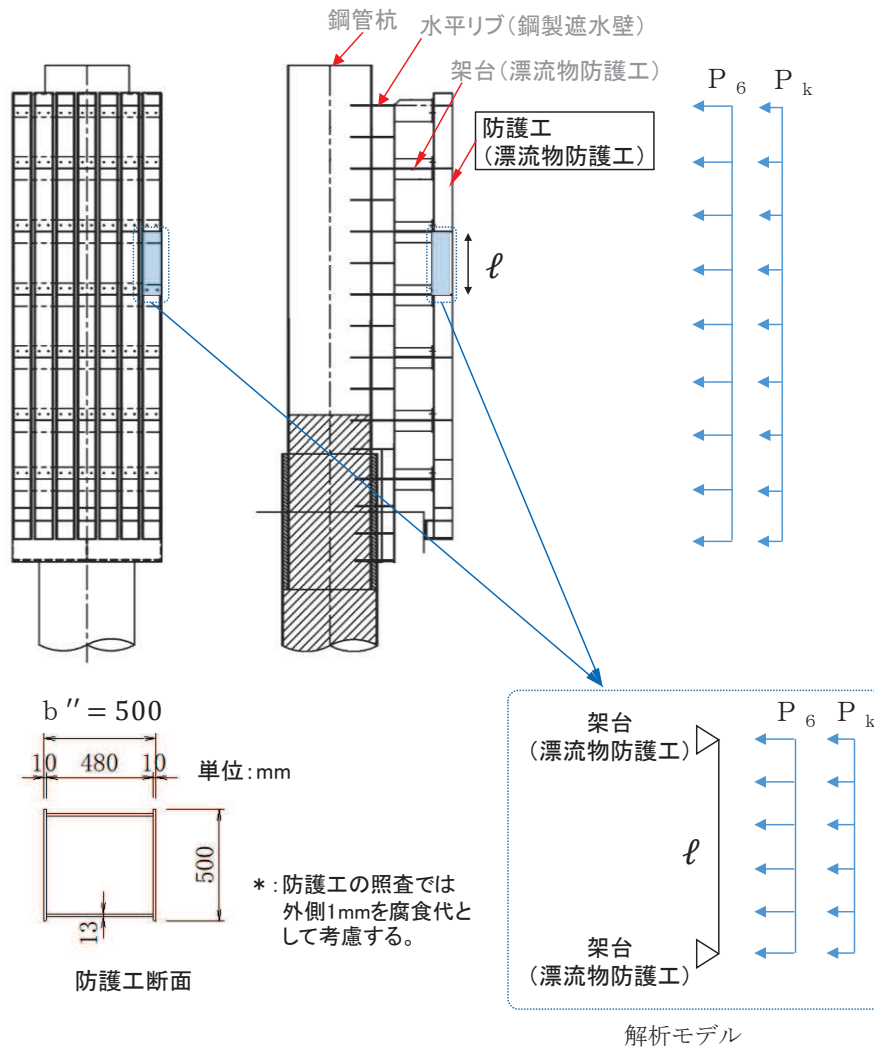 鋼管杭
水平リブ(鋼製遮水壁)
架台(漂流物防護工)
防護工
(漂流物防護工)
P 6
P k
ℓ
b ″ = 500
10 480 10
単位:mm
500
13
防護工断面
*:防護工の照査では
外側1mmを腐食代と
して考慮する。
架台
(漂流物防護工)
P 6
P k
ℓ
架台
(漂流物防護工)
解析モデル